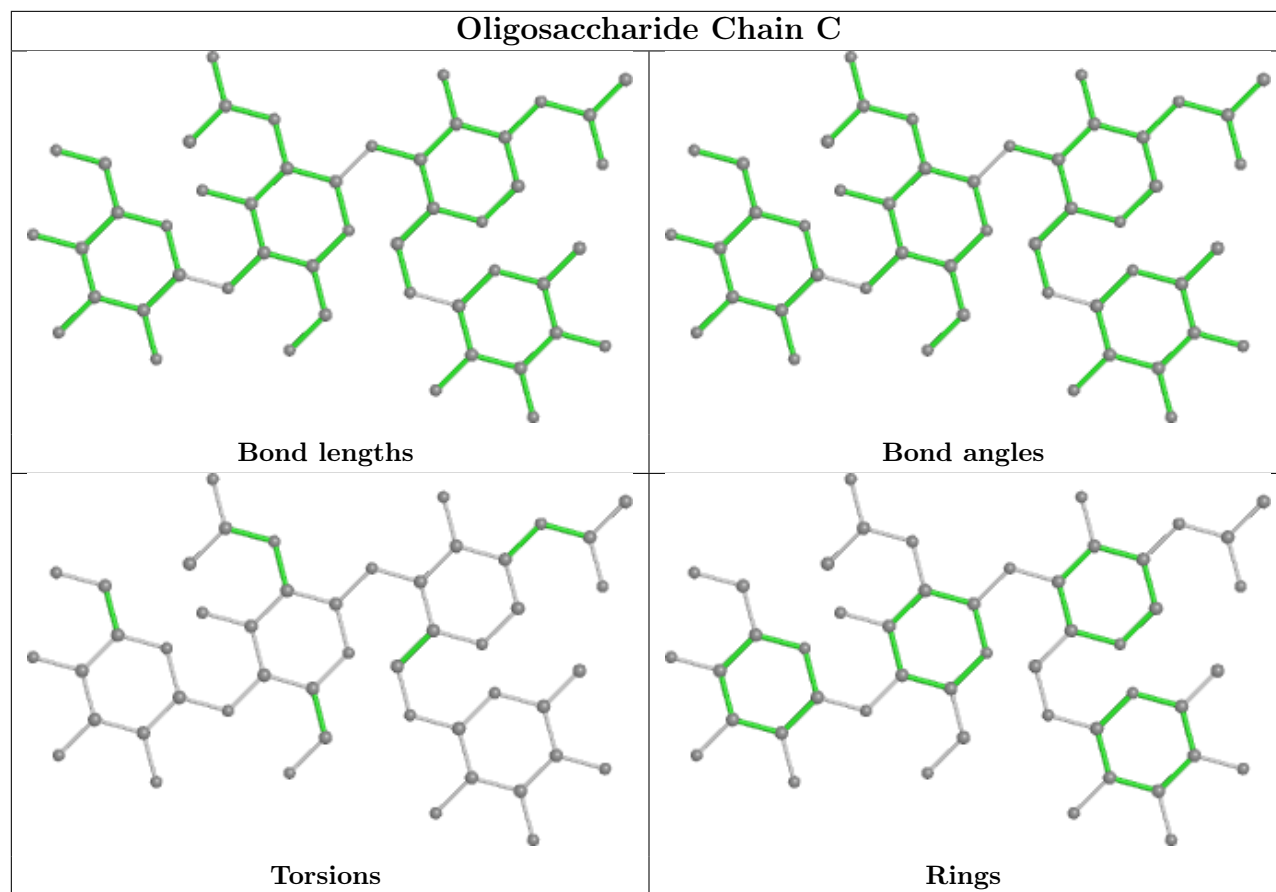 Oligosaccharide Chain C
Bond lengths
Bond angles
Torsions
Rings